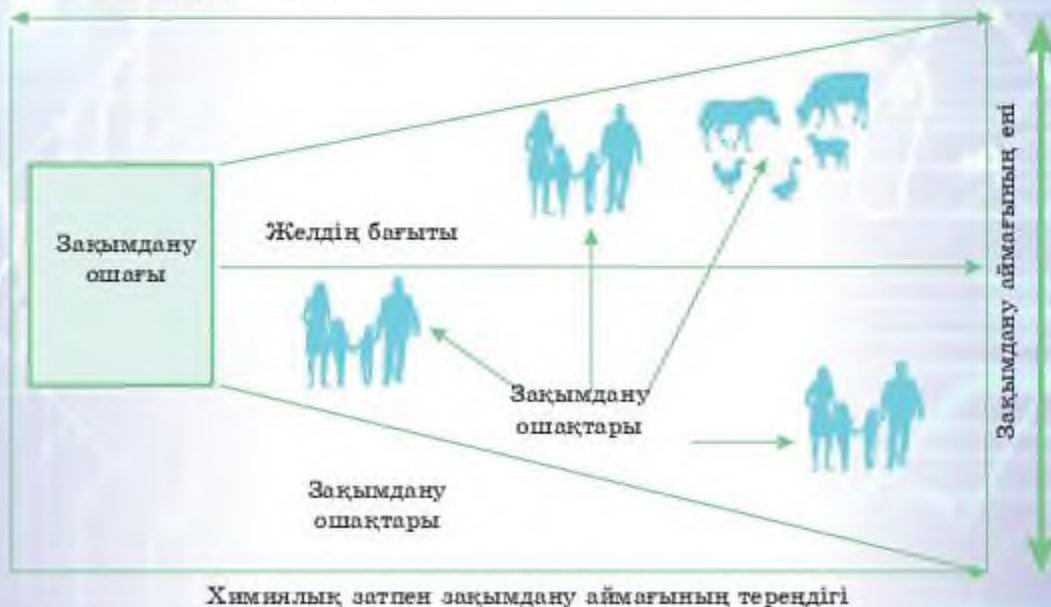 Зақымдану
ошағы
Желдің бағыты
Зақымдану
ошақтары
Зақымдану
ошақтары
Зақымдану аймағының ені
Химиялық затпен зақымдану аймағының тереңдігі